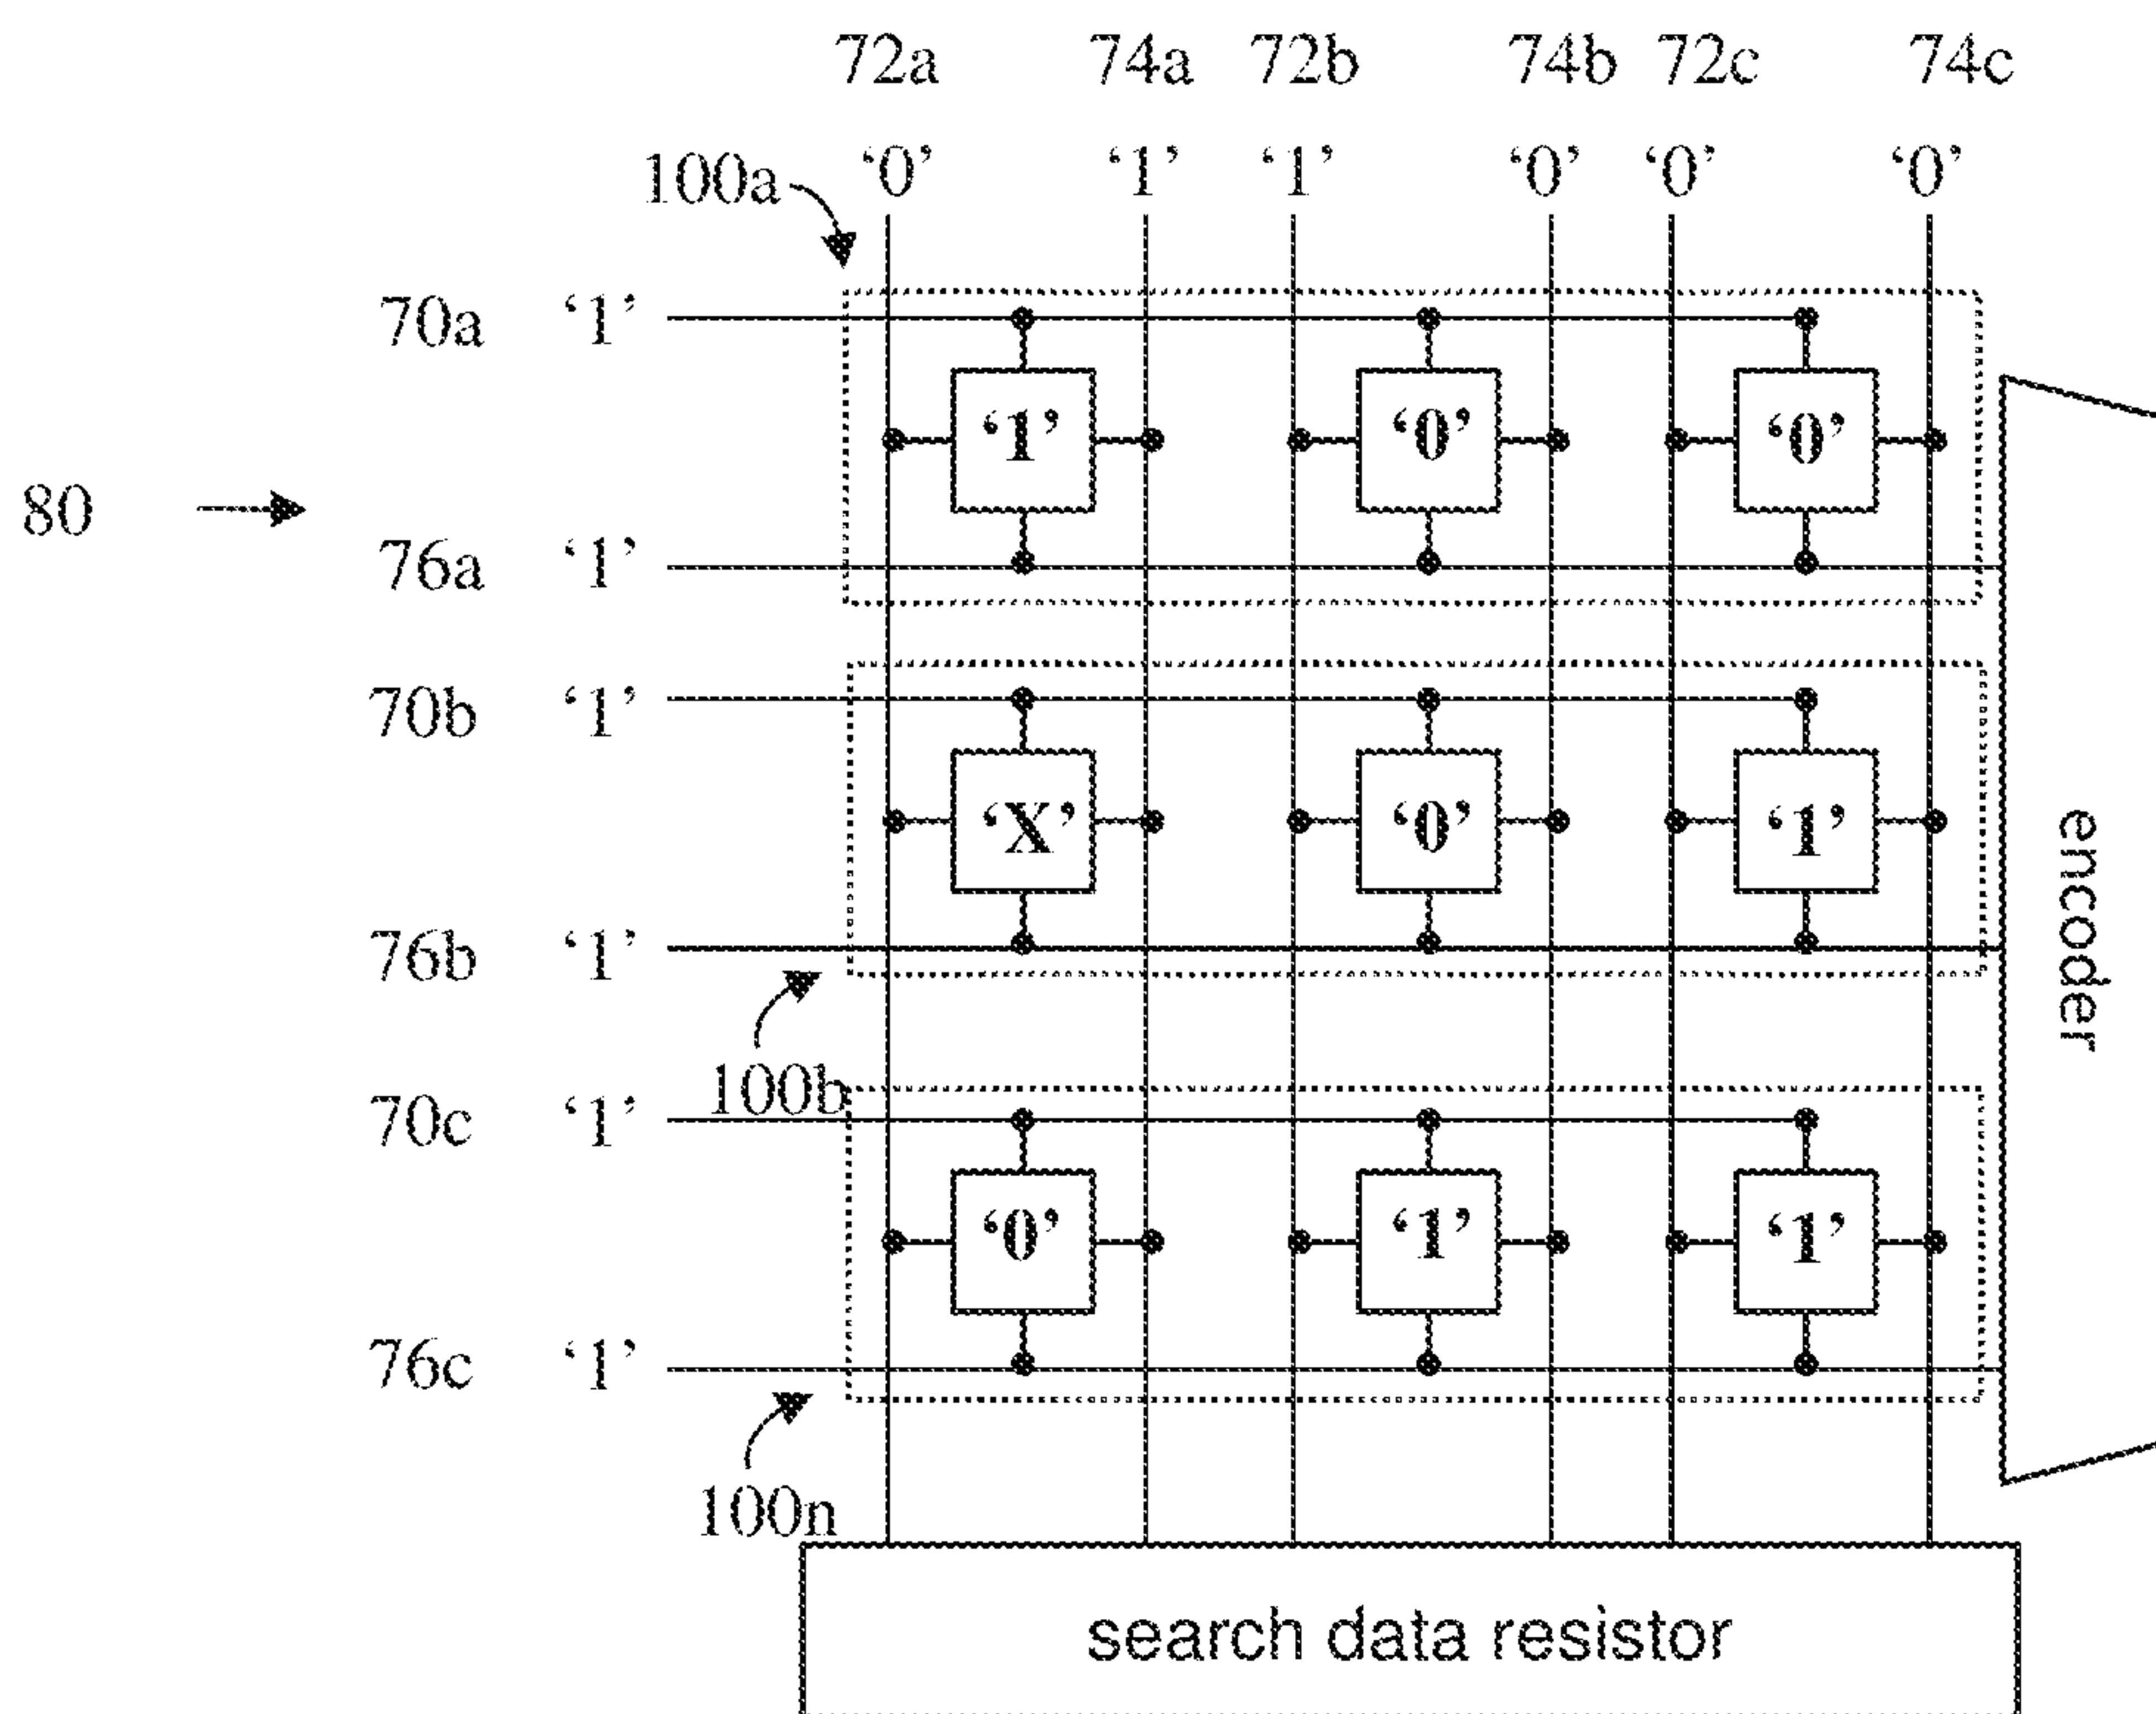 72a 74a 72b 74b 72c 74c
100a ‘0’ ‘1’ ‘1’ ‘0’ ‘0’ ‘0’
70a ‘1’
‘1’ ‘0’ ‘0’
80
76a ‘1’
70b ‘1’
‘X’ ‘0’ ‘1’
encoder
76b ‘1’
100b
70c ‘1’
‘0’ ‘1’ ‘1’
76c ‘1’
100n
search data resistor